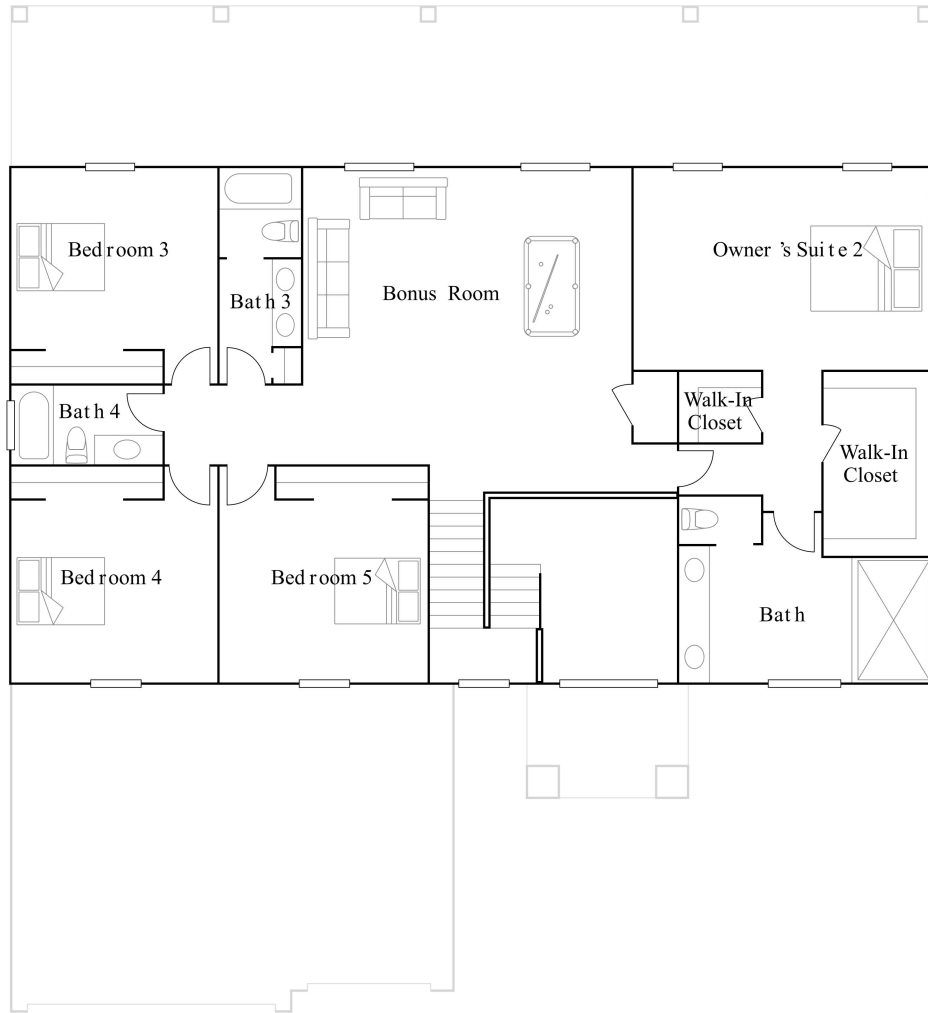 Bedroom 3
Owner's Suite 2
Bonus Room
Bath 3
Walk-In
Closet
Bath 4
Walk-In
Closet
Bedroom 4
Bedroom 5
Bath